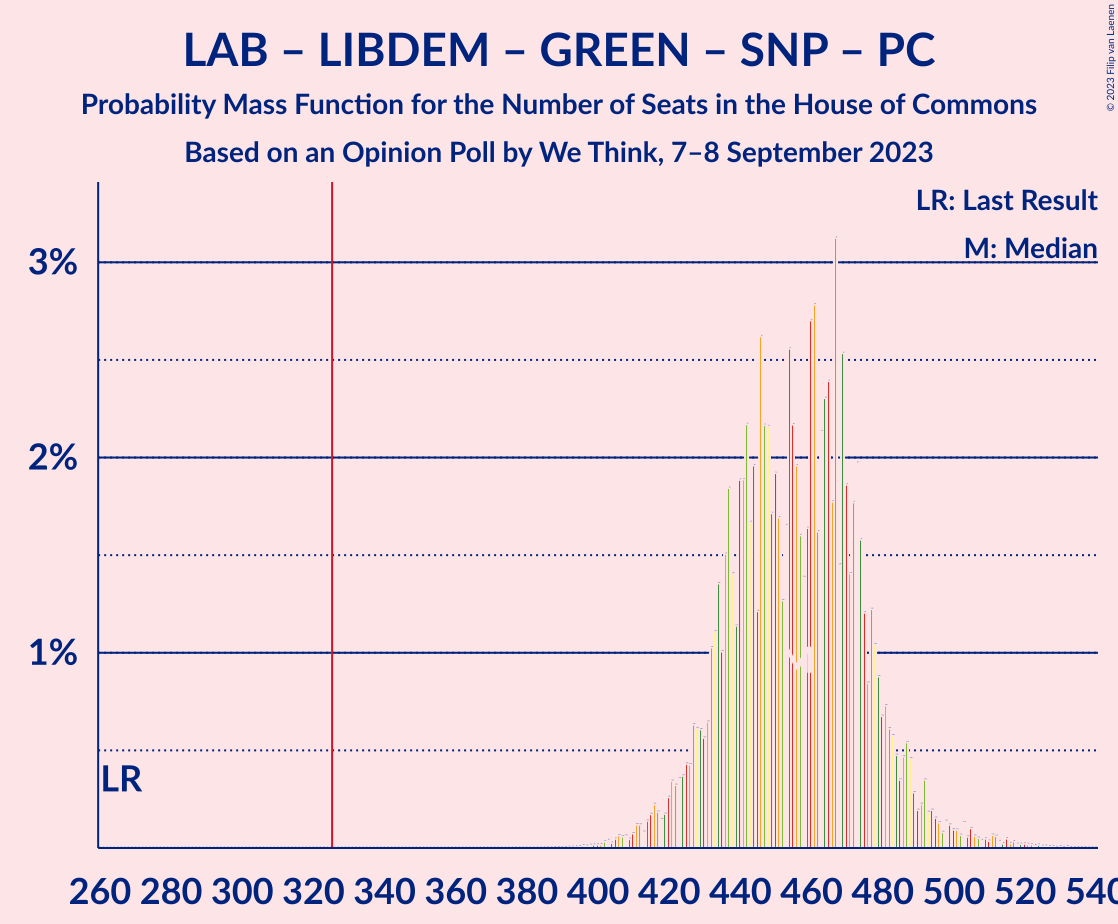 LAB – LIBDEM – GREEN – SNP – PC
Probability Mass Function for the Number of Seats in the House of Commons
Based on an Opinion Poll by We Think, 7–8 September 2023
© 2023 Filip van Laenen
LR: Last Result
M: Median
3%
2%
1%
M
LR
260 280 300 320 340 360 380 400 420 440 460 480 500 520 540